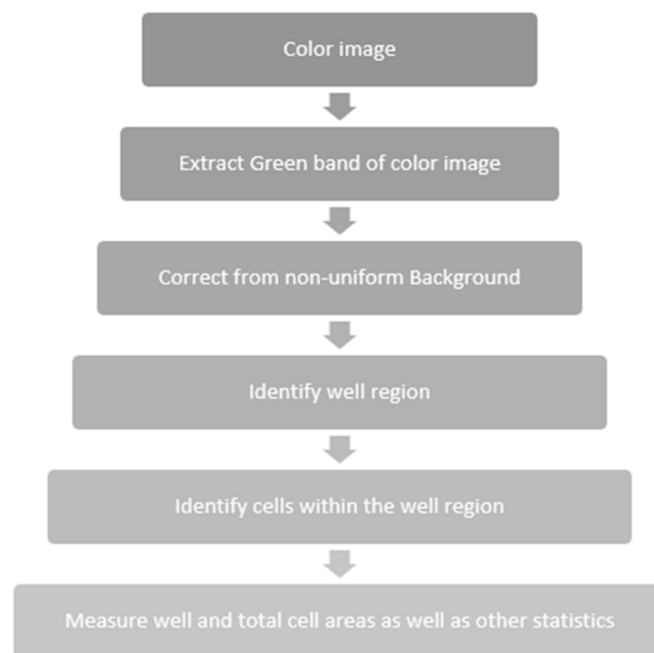 Color image
Extract Green band of color image
Correct from non-uniform Background
Identify well region
Identify cells within the well region
Measure well and total cell areas as well as other statistics